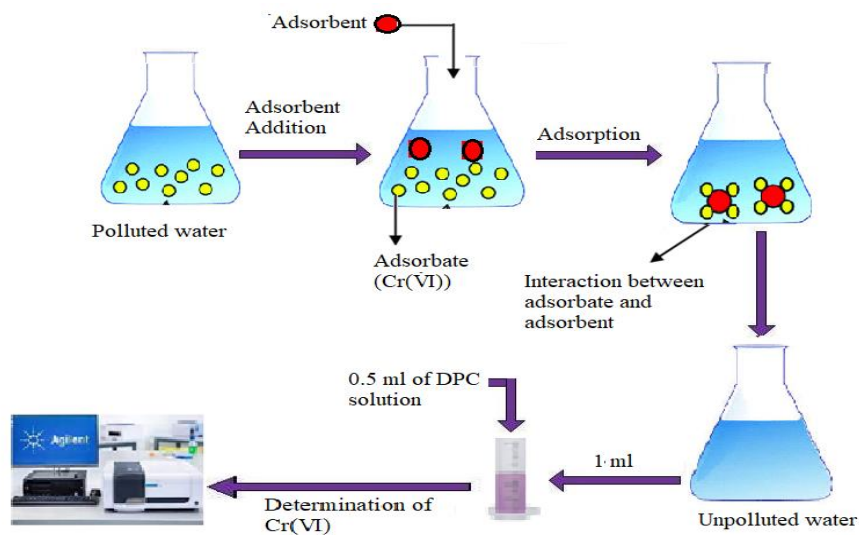 Adsorbent
Adsorbent
Addition
Adsorption
Polluted water
Adsorbate
(Cr(VI))
Interaction between
adsorbate and
adsorbent
0.5 ml of DPC
solution
Agilent
1 ml
Determination of
Cr(VI)
Unpolluted water